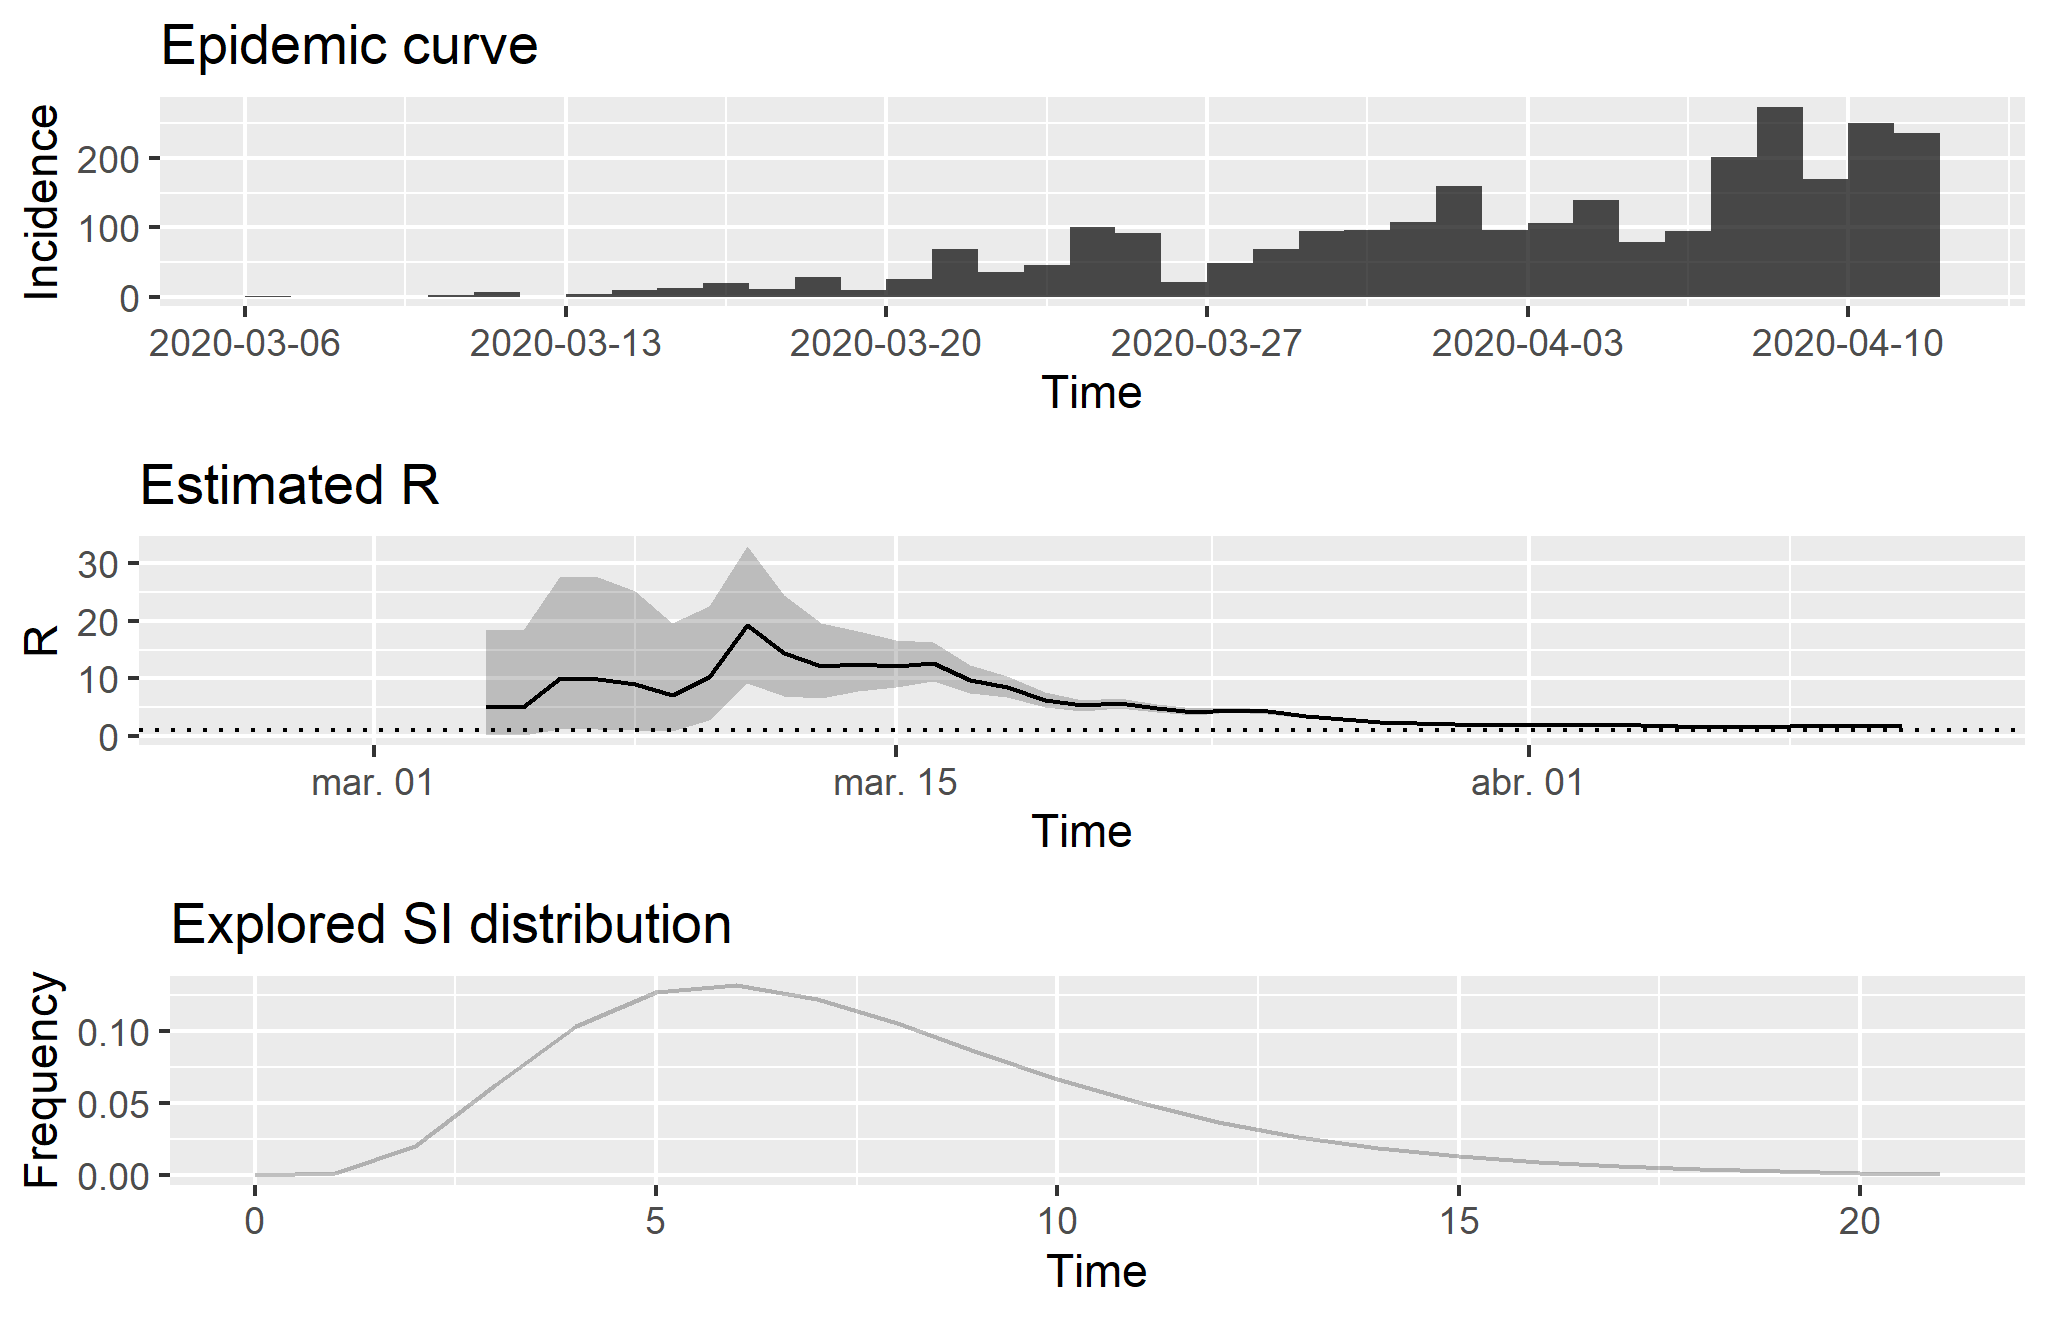 Epidemic curve
Incidence
200
100
0
2020-03-06 2020-03-13 2020-03-20 2020-03-27 2020-04-03 2020-04-10
Time
Estimated R
R
30
20
10
0
mar. 01 mar. 15 abr. 01
Time
Explored SI distribution
Frequency
0.10
0.05
0.00
0 5 10 15 20
Time